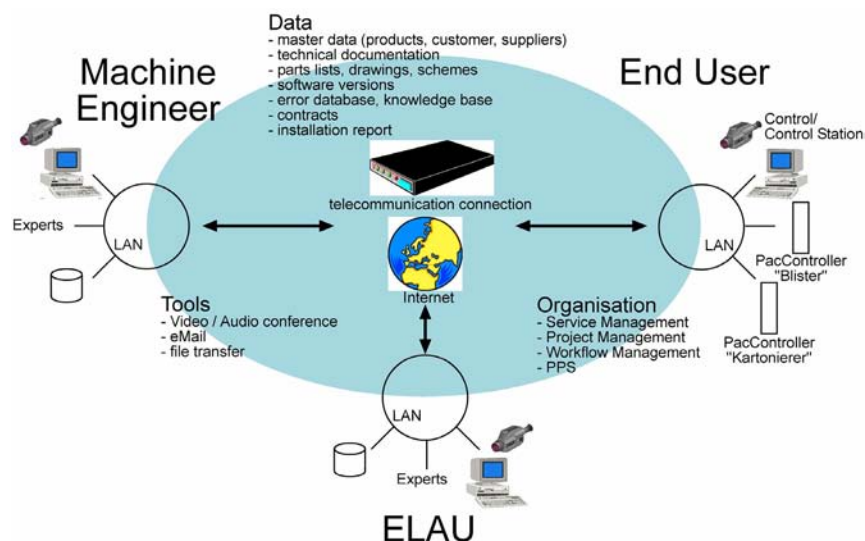 Data
- master data (products, customer, suppliers)
- technical documentation
- parts lists, drawings, schemes
- software versions
- error database, knowledge base
- contracts
- installation report
Machine
Engineer
End User
Control/
Control Station
telecommunication connection
Experts
LAN
LAN
PacController
"Blister"
Internet
Tools
- Video / Audio conference
- eMail
- file transfer
Organisation
- Service Management
- Project Management
- Workflow Management
- PPS
PacController
"Kartonierer"
LAN
Experts
ELAU